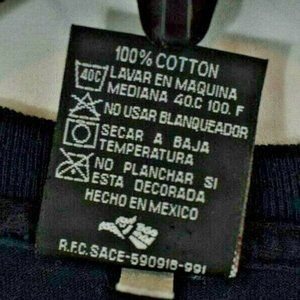 100% COTTON
40C LAVAR EN MAQUINA
MEDIANA 40.C 100. F
NO USAR BLANQUEADOR
SECAR A BAJA
TEMPERATURA
NO PLANCHAR SI
ESTA DECORADA
HECHO EN MEXICO
R.F.C. SACE-590918-991